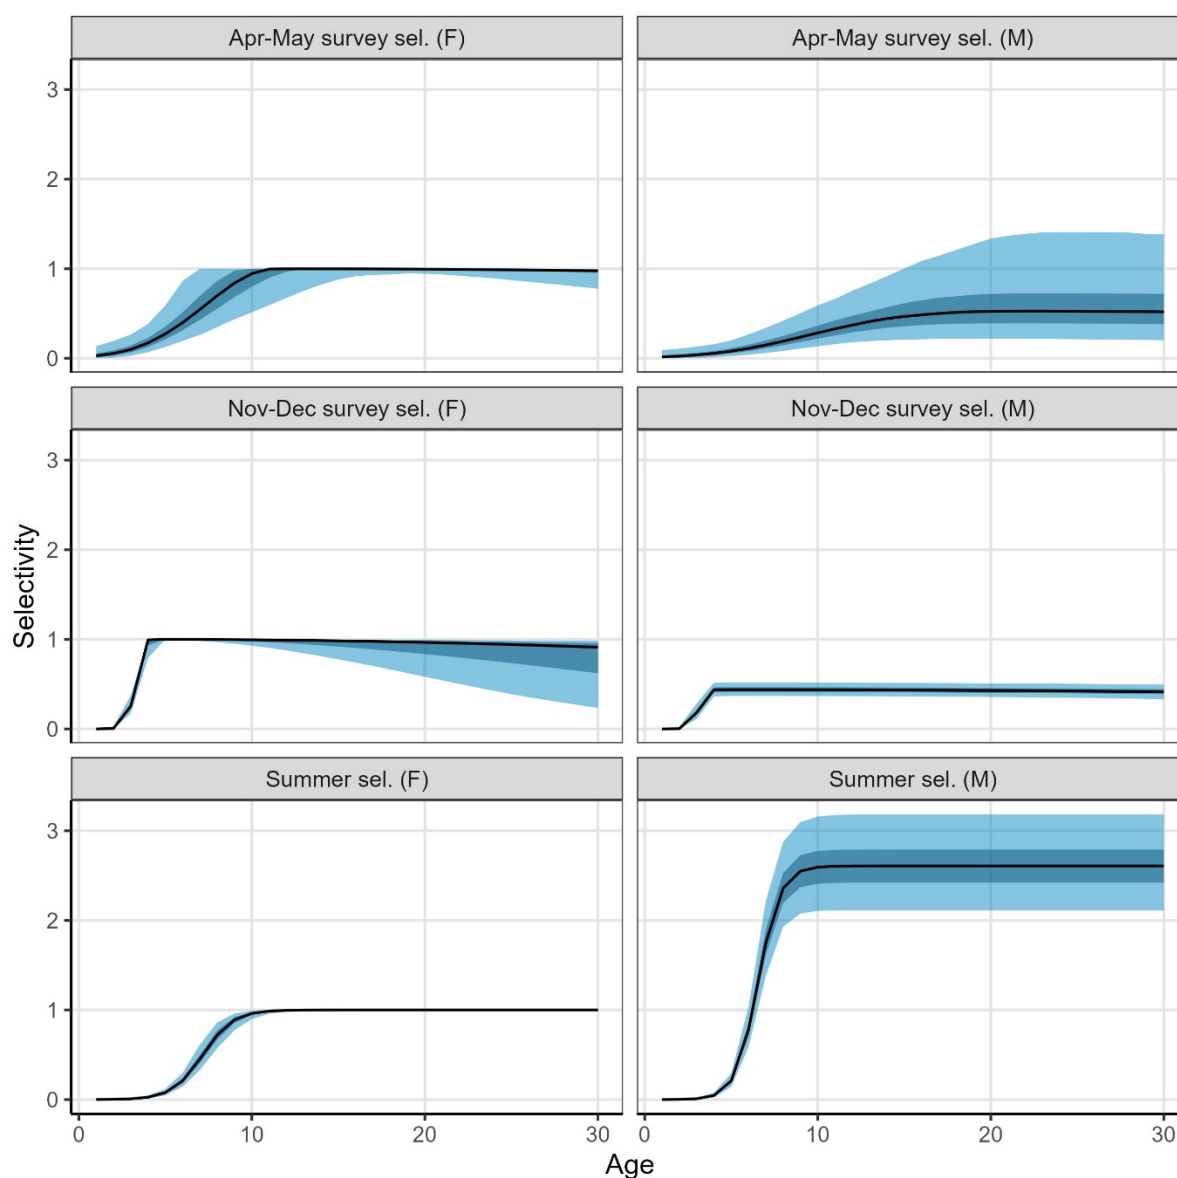 Apr-May survey sel. (F)
Apr-May survey sel. (M)
3
2
1
0
Nov-Dec survey sel. (F)
Nov-Dec survey sel. (M)
3
2
1
0
Selectivity
Summer sel. (F)
Summer sel. (M)
3
2
1
0
0 10 20 30
0 10 20 30
Age